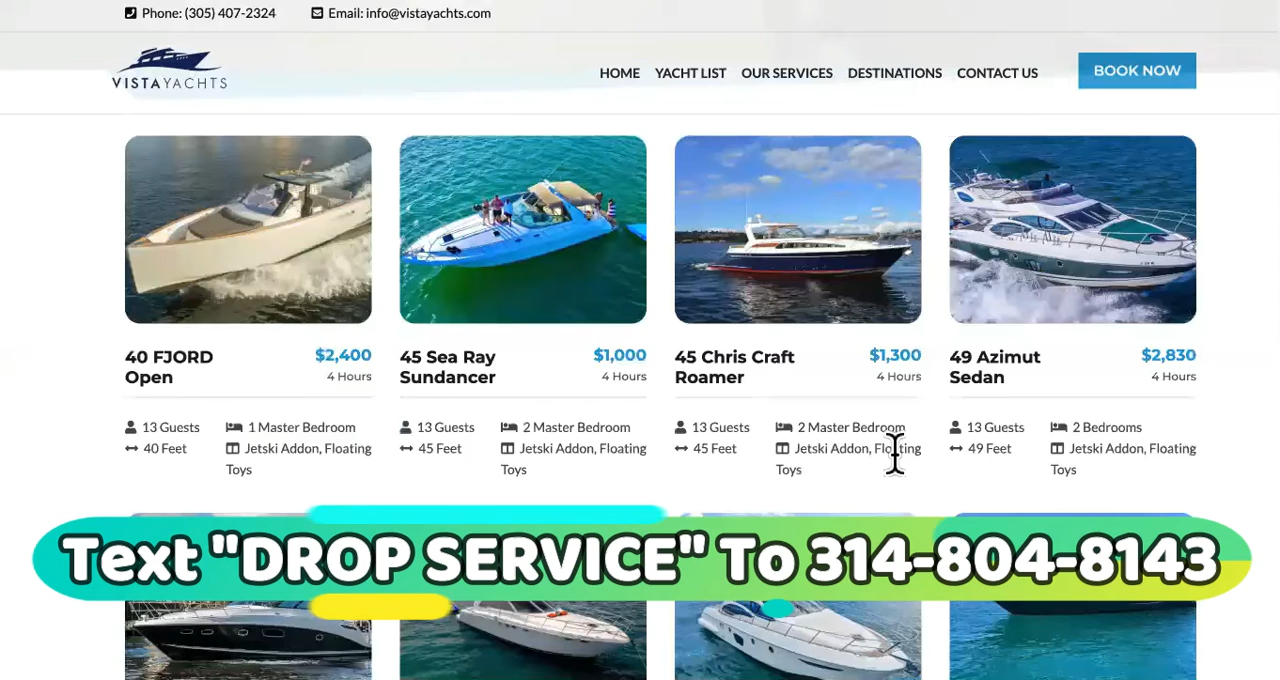 Phone: (305) 407-2324 Email: info@vistayachts.com
VISTAYACHTS
HOME YACHT LIST OUR SERVICES DESTINATIONS CONTACT US BOOK NOW
40 FJORD Open $2,400 4 Hours
13 Guests 1 Master Bedroom
40 Feet Jetski Addon, Floating Toys
45 Sea Ray Sundancer $1,000 4 Hours
13 Guests 2 Master Bedroom
45 Feet Jetski Addon, Floating Toys
45 Chris Craft Roamer $1,300 4 Hours
13 Guests 2 Master Bedroom
45 Feet Jetski Addon, Floating Toys
49 Azimut Sedan $2,830 4 Hours
13 Guests 2 Bedrooms
49 Feet Jetski Addon, Floating Toys
Text "DROP SERVICE" To 314-804-8143